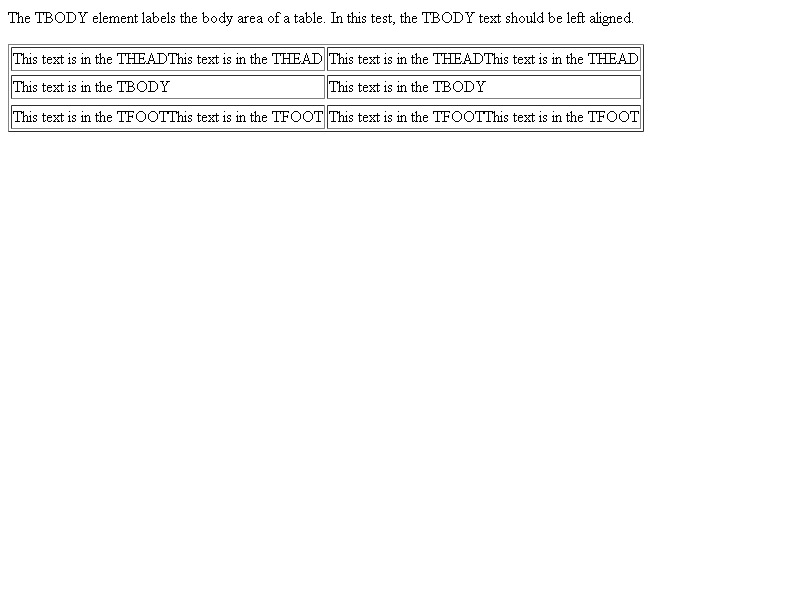 The TBODY element labels the body area of a table. In this test, the TBODY text should be left aligned.
This text is in the THEADThis text is in the THEAD This text is in the THEADThis text is in the THEAD
This text is in the TBODY This text is in the TBODY
This text is in the TFOOTThis text is in the TFOOT This text is in the TFOOTThis text is in the TFOOT